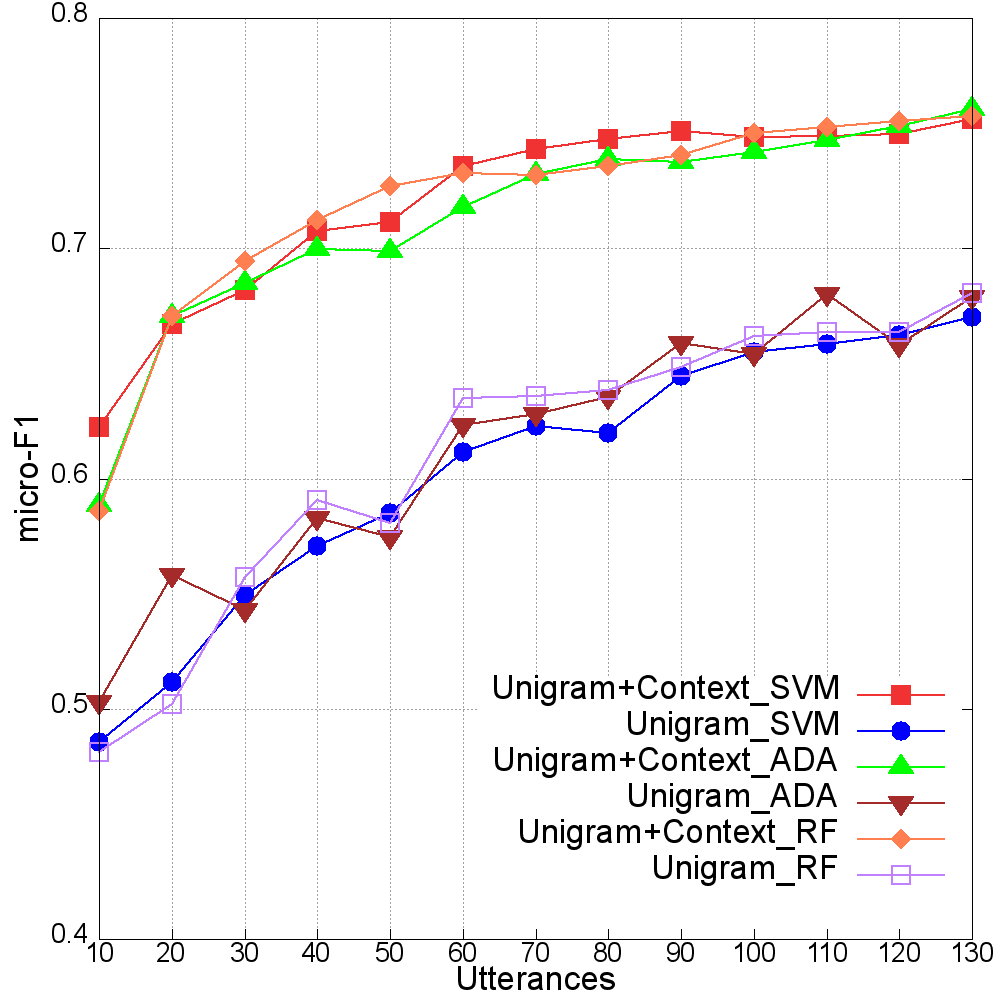 0.8
0.7
0.6
0.5
0.4
micro-F1
Unigram+Context_SVM
Unigram_SVM
Unigram+Context_ADA
Unigram_ADA
Unigram+Context_RF
Unigram_RF
10 20 30 40 50 60 70 80 90 100 110 120 130
Utterances